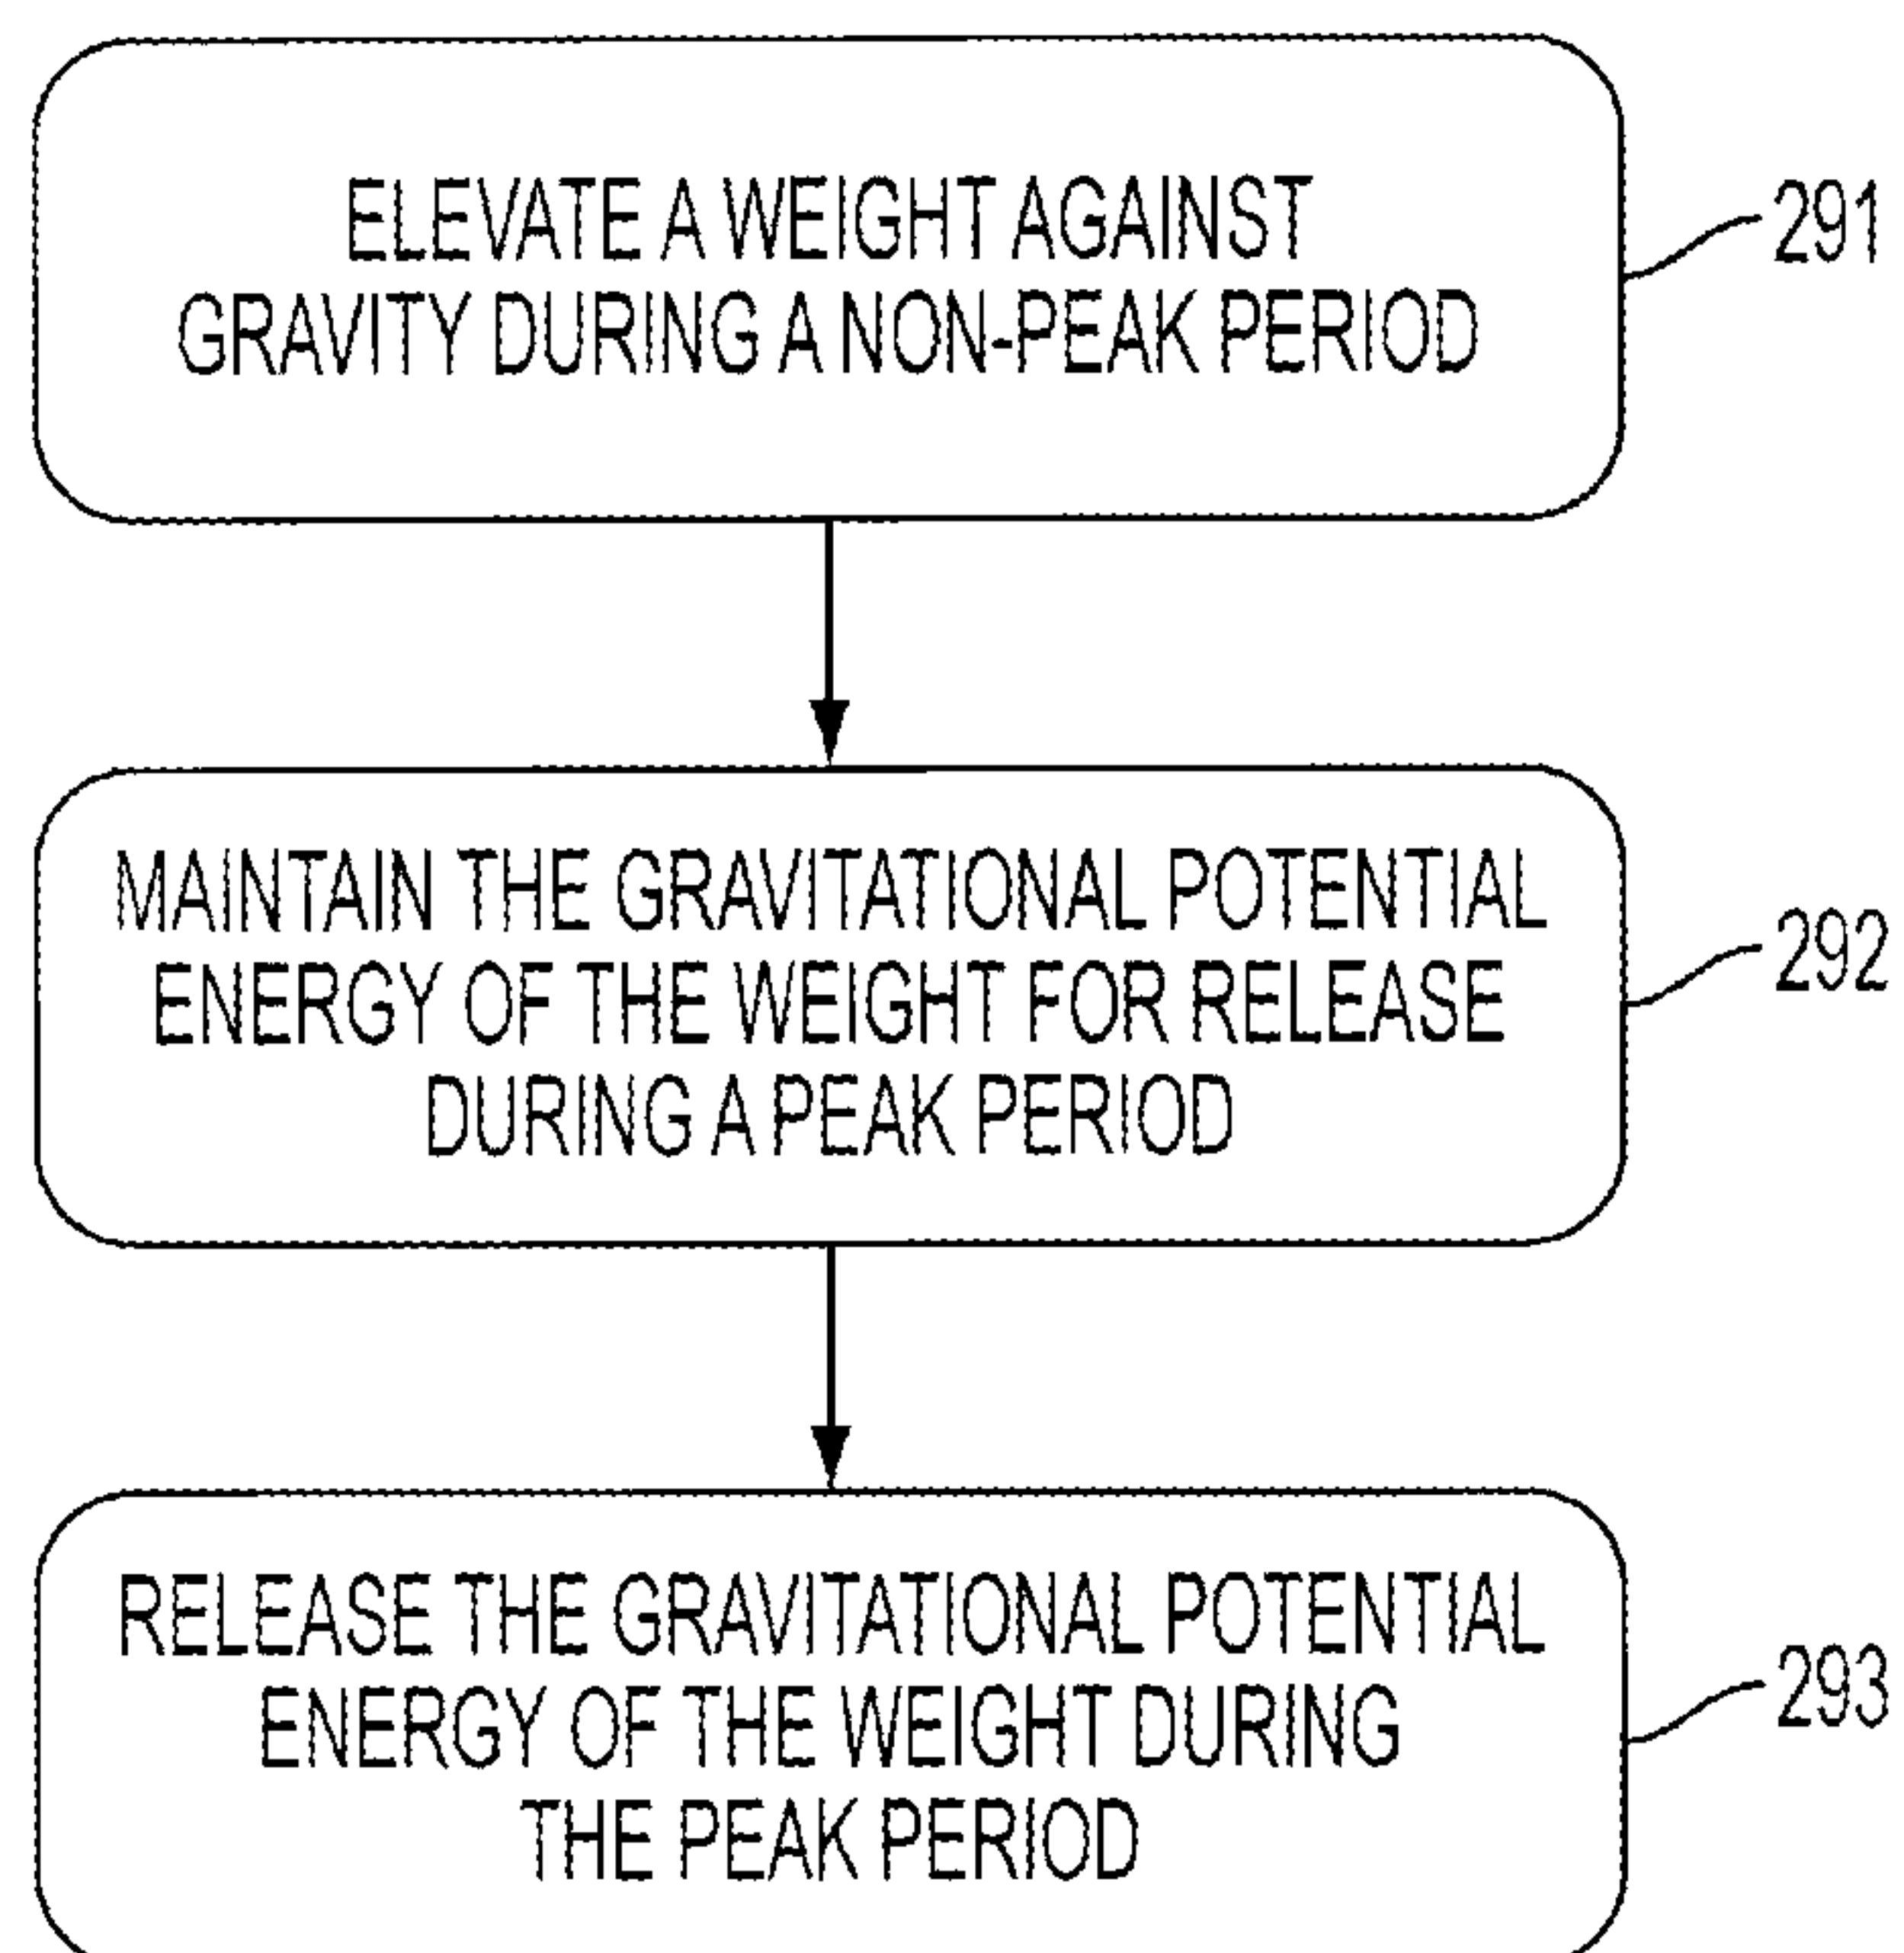 ELEVATE A WEIGHT AGAINST
GRAVITY DURING A NON-PEAK PERIOD
291
MAINTAIN THE GRAVITATIONAL POTENTIAL
ENERGY OF THE WEIGHT FOR RELEASE
DURING A PEAK PERIOD
292
RELEASE THE GRAVITATIONAL POTENTIAL
ENERGY OF THE WEIGHT DURING
THE PEAK PERIOD
293